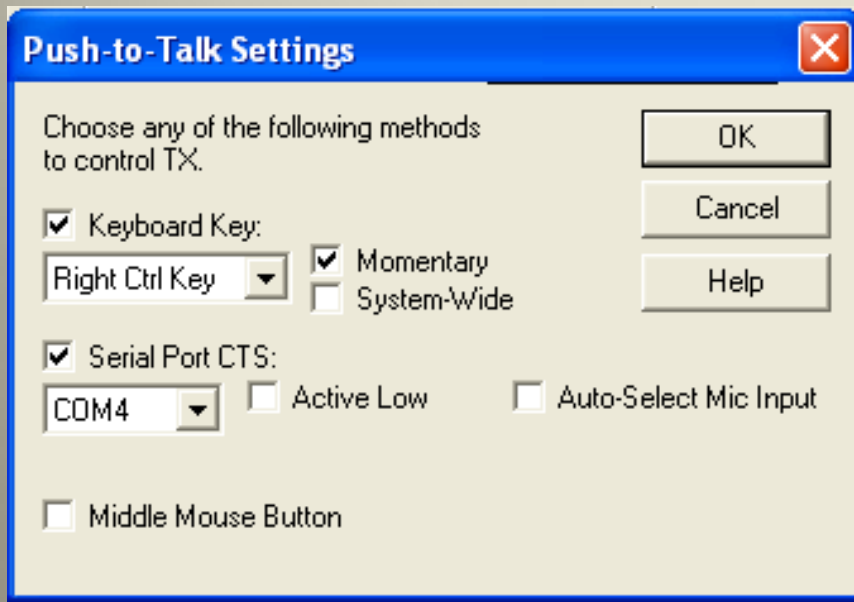 Push-to-Talk Settings
Choose any of the following methods
to control TX.
OK
Cancel
Help
Keyboard Key:
Right Ctrl Key
Momentary
System-Wide
Serial Port CTS:
COM4
Active Low
Auto-Select Mic Input
Middle Mouse Button